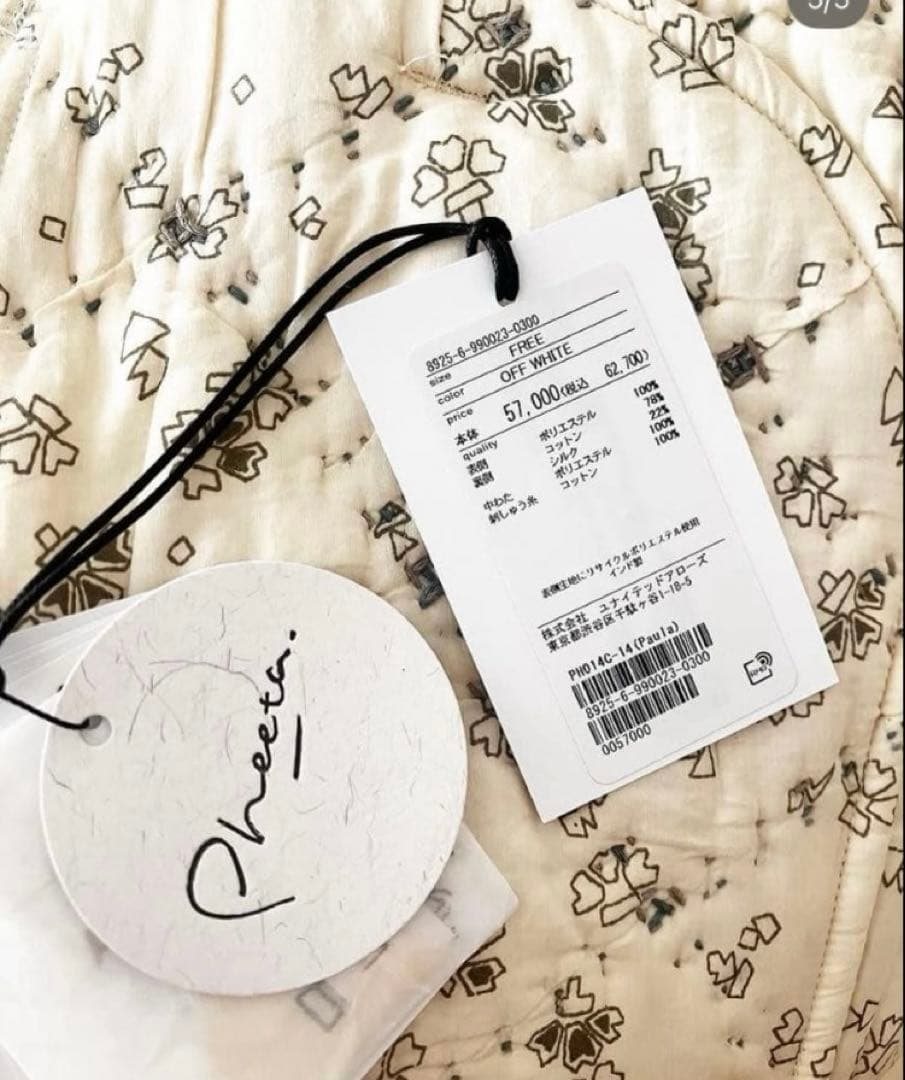 5/5
8925-6-990023-0300
size FREE
color OFF WHITE
price
本体 57,000(税込 62,700)
quality
表側 ポリエステル 100%
裏側 コットン 78%
シルク 22%
中わた ポリエステル 100%
刺しゅう糸 コットン 100%
表側生地にリサイクルポリエステル使用
インド製
株式会社 ユナイテッドアローズ
東京都渋谷区千駄ヶ谷1-18-5
PH014C-14(Paula)
8925-6-990023-0300
0057000
Pheeta.